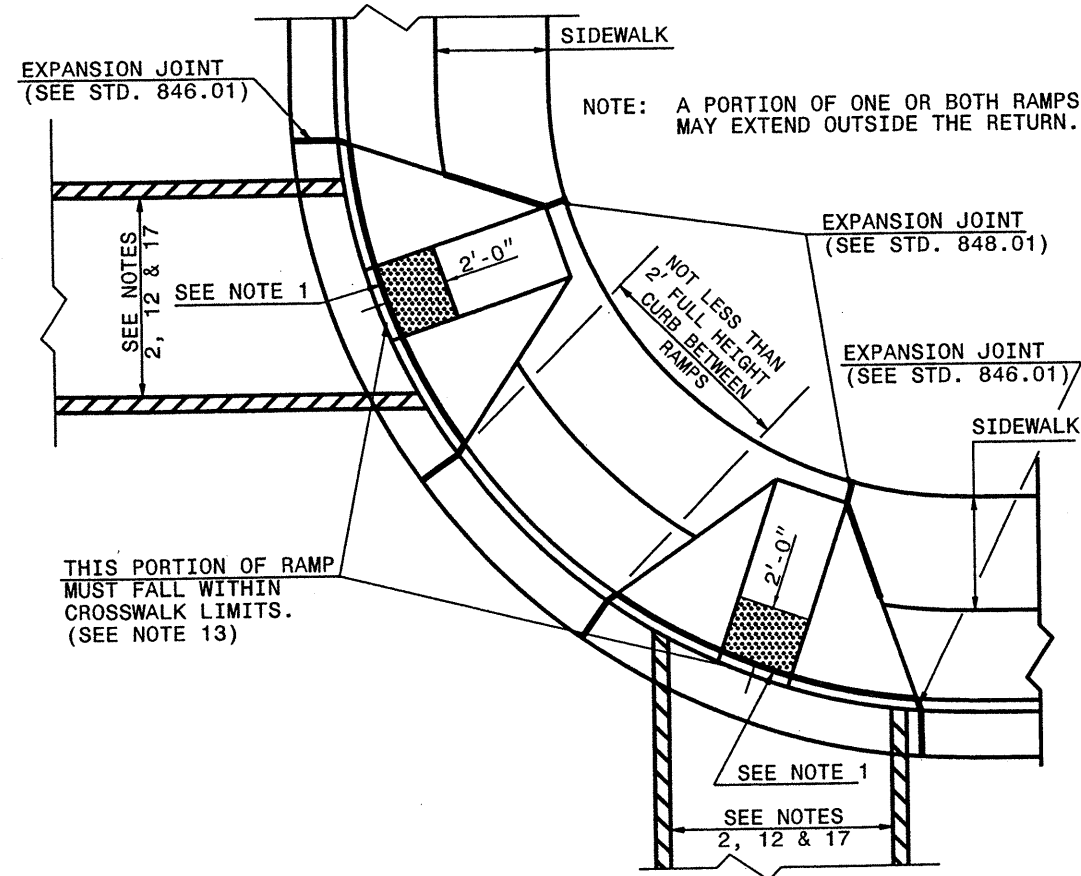 SIDEWALK
EXPANSION JOINT
(SEE STD. 846.01)
NOTE: A PORTION OF ONE OR BOTH RAMPS
MAY EXTEND OUTSIDE THE RETURN.
EXPANSION JOINT
(SEE STD. 848.01)
SEE NOTES
2, 12 & 17
SEE NOTE 1
2'-0"
NOT LESS THAN
2' FULL HEIGHT
CURB BETWEEN
RAMPS
EXPANSION JOINT
(SEE STD. 846.01)
SIDEWALK
THIS PORTION OF RAMP
MUST FALL WITHIN
CROSSWALK LIMITS.
(SEE NOTE 13)
2'-0"
SEE NOTE 1
SEE NOTES
2, 12 & 17